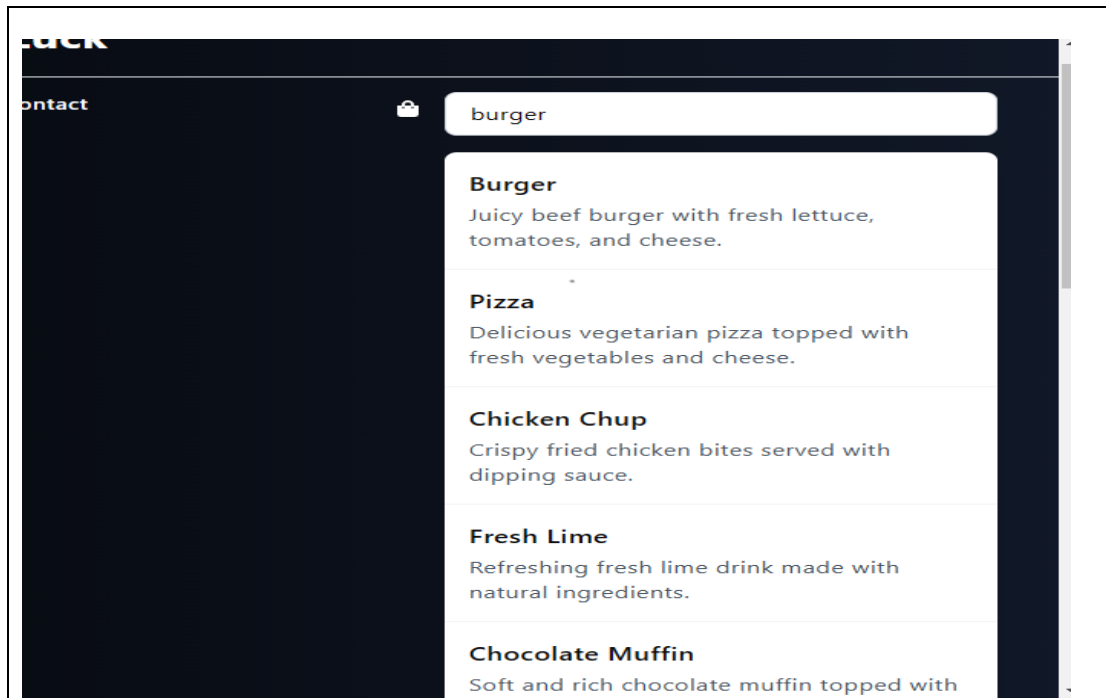 ontact
burger
Burger
Juicy beef burger with fresh lettuce,
tomatoes, and cheese.
Pizza
Delicious vegetarian pizza topped with
fresh vegetables and cheese.
Chicken Chup
Crispy fried chicken bites served with
dipping sauce.
Fresh Lime
Refreshing fresh lime drink made with
natural ingredients.
Chocolate Muffin
Soft and rich chocolate muffin topped with